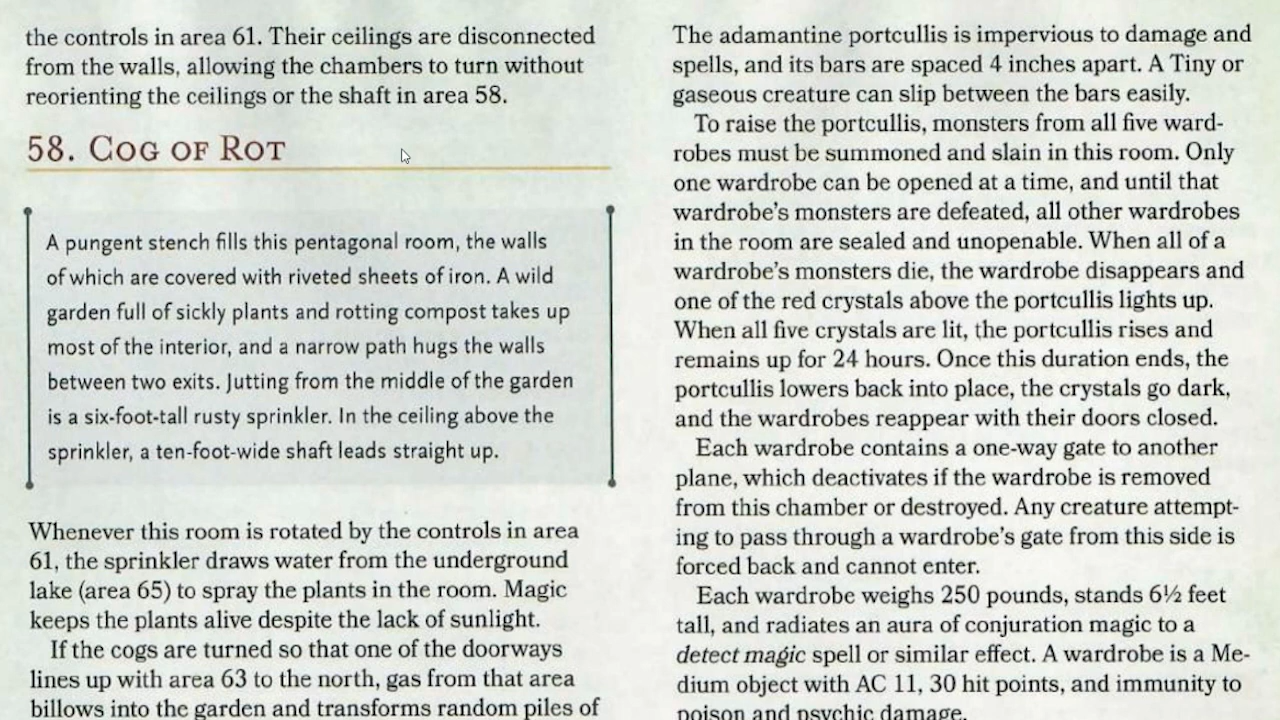 the controls in area 61. Their ceilings are disconnected
from the walls, allowing the chambers to turn without
reorienting the ceilings or the shaft in area 58.
58. Cog of Rot
A pungent stench fills this pentagonal room, the walls
of which are covered with riveted sheets of iron. A wild
garden full of sickly plants and rotting compost takes up
most of the interior, and a narrow path hugs the walls
between two exits. Jutting from the middle of the garden
is a six-foot-tall rusty sprinkler. In the ceiling above the
sprinkler, a ten-foot-wide shaft leads straight up.
Whenever this room is rotated by the controls in area
61, the sprinkler draws water from the underground
lake (area 65) to spray the plants in the room. Magic
keeps the plants alive despite the lack of sunlight.
If the cogs are turned so that one of the doorways
lines up with area 63 to the north, gas from that area
billows into the garden and transforms random piles of
The adamantine portcullis is impervious to damage and
spells, and its bars are spaced 4 inches apart. A Tiny or
gaseous creature can slip between the bars easily.
To raise the portcullis, monsters from all five ward-
robes must be summoned and slain in this room. Only
one wardrobe can be opened at a time, and until that
wardrobe's monsters are defeated, all other wardrobes
in the room are sealed and unopenable. When all of a
wardrobe's monsters die, the wardrobe disappears and
one of the red crystals above the portcullis lights up.
When all five crystals are lit, the portcullis rises and
remains up for 24 hours. Once this duration ends, the
portcullis lowers back into place, the crystals go dark,
and the wardrobes reappear with their doors closed.
Each wardrobe contains a one-way gate to another
plane, which deactivates if the wardrobe is removed
from this chamber or destroyed. Any creature attempt-
ing to pass through a wardrobe's gate from this side is
forced back and cannot enter.
Each wardrobe weighs 250 pounds, stands 6½ feet
tall, and radiates an aura of conjuration magic to a
detect magic spell or similar effect. A wardrobe is a Me-
dium object with AC 11, 30 hit points, and immunity to
poison and psychic damage.